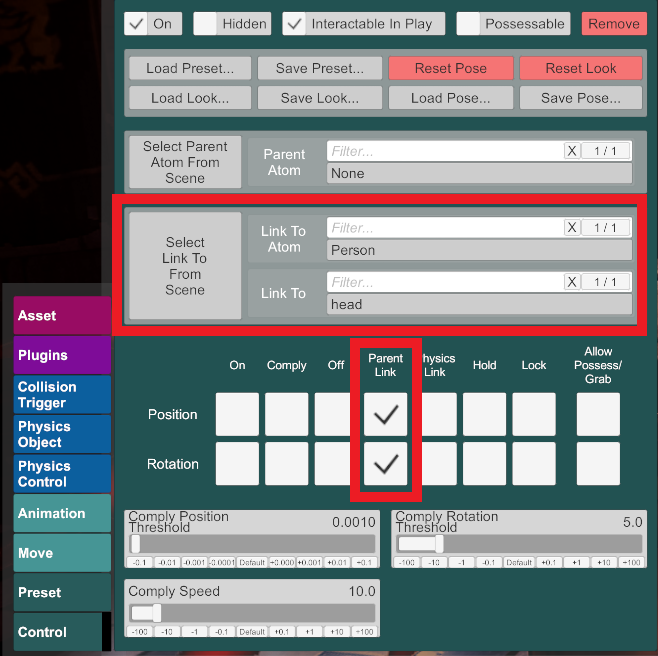 On Hidden Interactable In Play Possessable Remove
Load Preset... Save Preset... Reset Pose Reset Look
Load Look... Save Look... Load Pose... Save Pose...
Select Parent
Atom From
Scene
Parent
Atom
Filter... X 1 / 1
None
Select
Link To
From
Scene
Link To
Atom
Filter... X 1 / 1
Person
Link To
Filter... X 1 / 1
head
Asset
Plugins
Collision
Trigger
Physics
Object
Physics
Control
Animation
Move
Preset
Control
On
Comply
Off
Parent
Link
hysics
Link
Hold
Lock
Allow
Possess/
Grab
Position
Rotation
Comply Position
Threshold
0.0010
-0.1 -0.01 -0.001 -0.0001 Default +0.000 +0.001 +0.01 +0.1
Comply Rotation
Threshold
5.0
-100 -10 -1 -0.1 Default +0.1 +1 +10 +100
Comply Speed 10.0
-100 -10 -1 -0.1 Default +0.1 +1 +10 +100